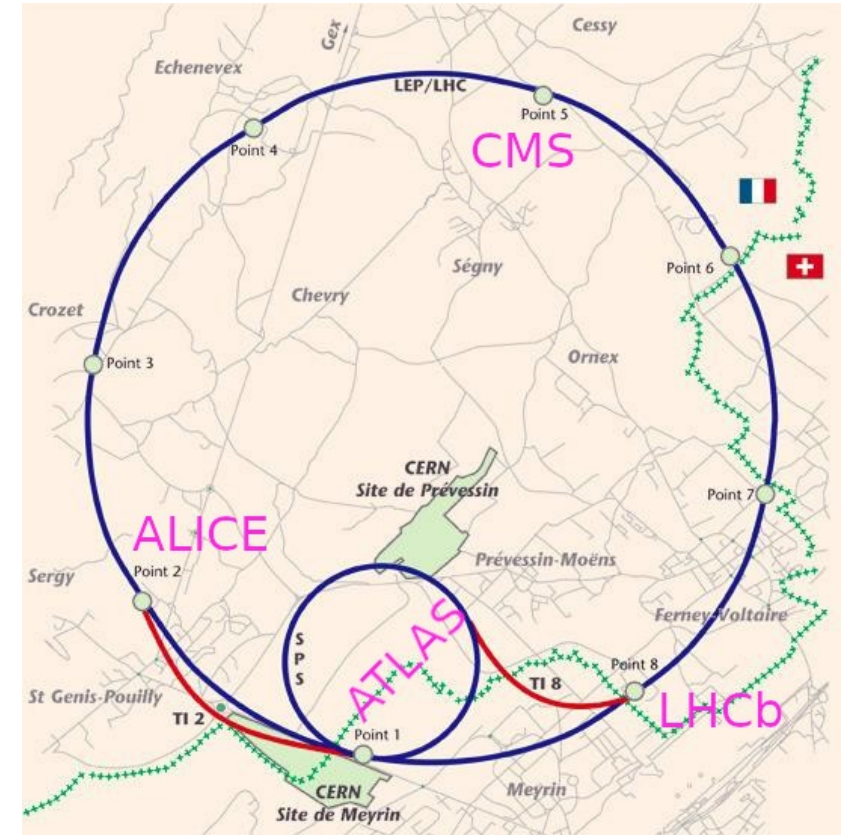 Cessy
Gex
Echenevex
LEP/LHC
Point 5
Point 4
CMS
Point 6
Ségny
Chevry
Crozet
Ornex
Point 3
CERN
Site de Prévessin
Point 7
ALICE
Prévessin-Moëns
Point 2
Sergy
ATLAS
Ferney-Voltaire
SPS
Point 8
TI 8
St Genis-Pouilly
LHCb
TI 2
Point 1
CERN
Site de Meyrin
Meyrin